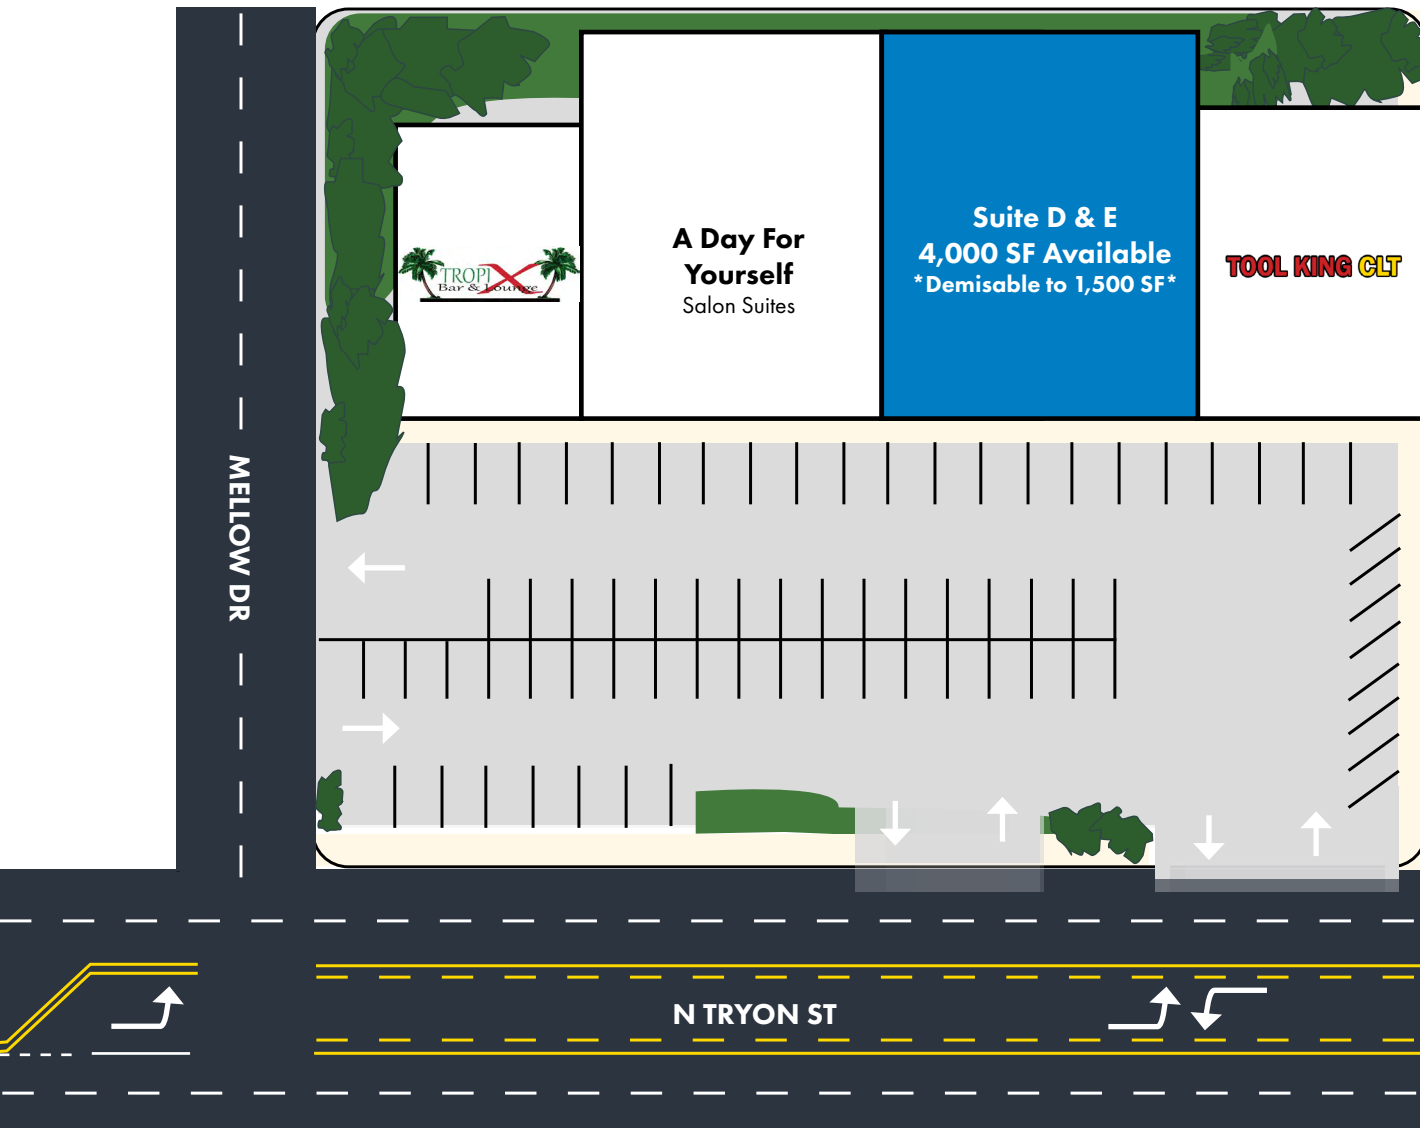 A Day For
Yourself
Salon Suites
Suite D & E
4,000 SF Available
*Demisable to 1,500 SF*
TROPI X
Bar & Lounge
TOOL KING CLT
MELLOW DR
N TRYON ST